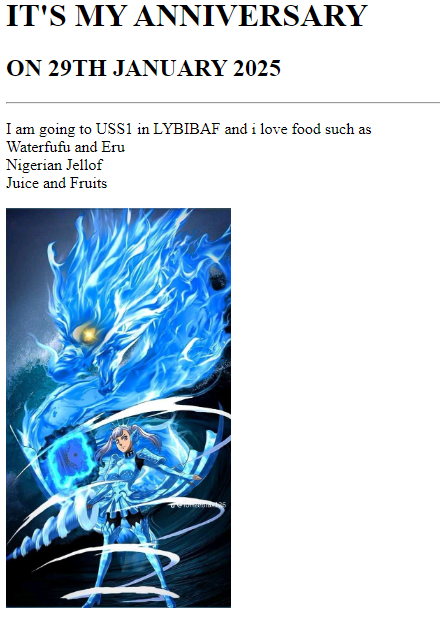 IT'S MY ANNIVERSARY
ON 29TH JANUARY 2025
I am going to USS1 in LYBIBAF and i love food such as
Waterfufu and Eru
Nigerian Jellof
Juice and Fruits